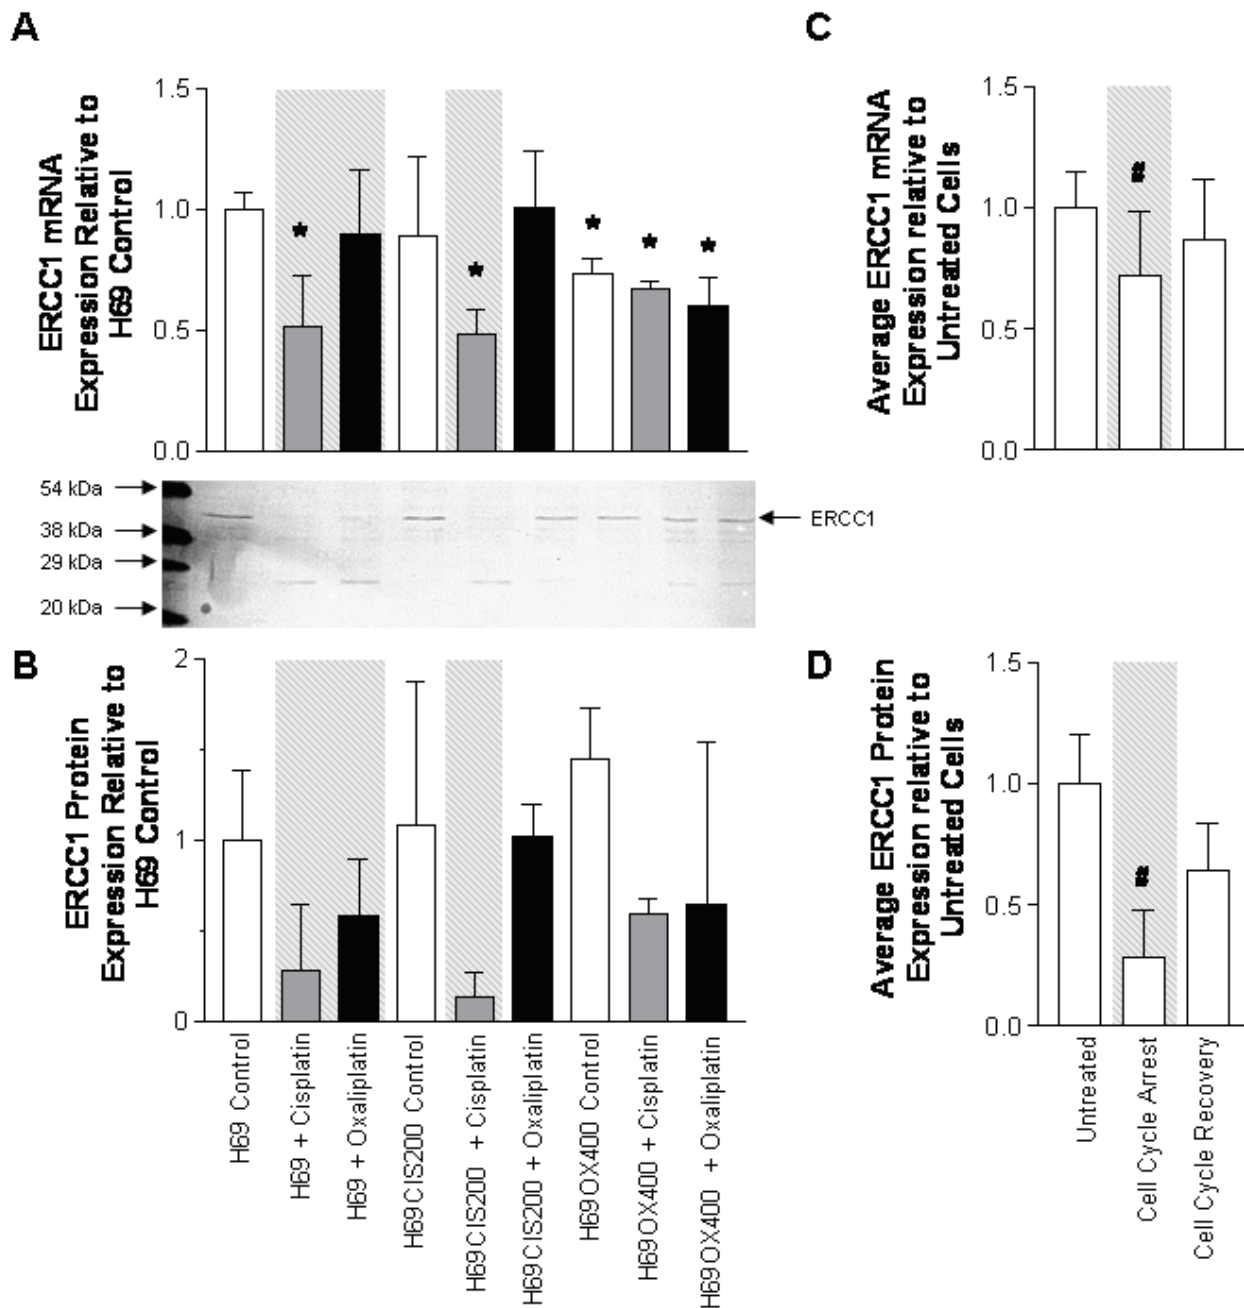 A
ERCC1 mRNA
Expression Relative to
H69 Control
1.5
1.0
0.5
0.0
*
*
*
*
*
54 kDa
38 kDa
29 kDa
20 kDa
ERCC1
B
ERCC1 Protein
Expression Relative to
H69 Control
2
1
0
H69 Control
H69 + Cisplatin
H69 + Oxaliplatin
H69CIS200 Control
H69CIS200 + Cisplatin
H69CIS200 + Oxaliplatin
H69OX400 Control
H69OX400 + Cisplatin
H69OX400 + Oxaliplatin
C
Average ERCC1 mRNA
Expression relative to
Untreated Cells
1.5
1.0
0.5
0.0
#
D
Average ERCC1 Protein
Expression relative to
Untreated Cells
1.5
1.0
0.5
0.0
#
Untreated
Cell Cycle Arrest
Cell Cycle Recovery